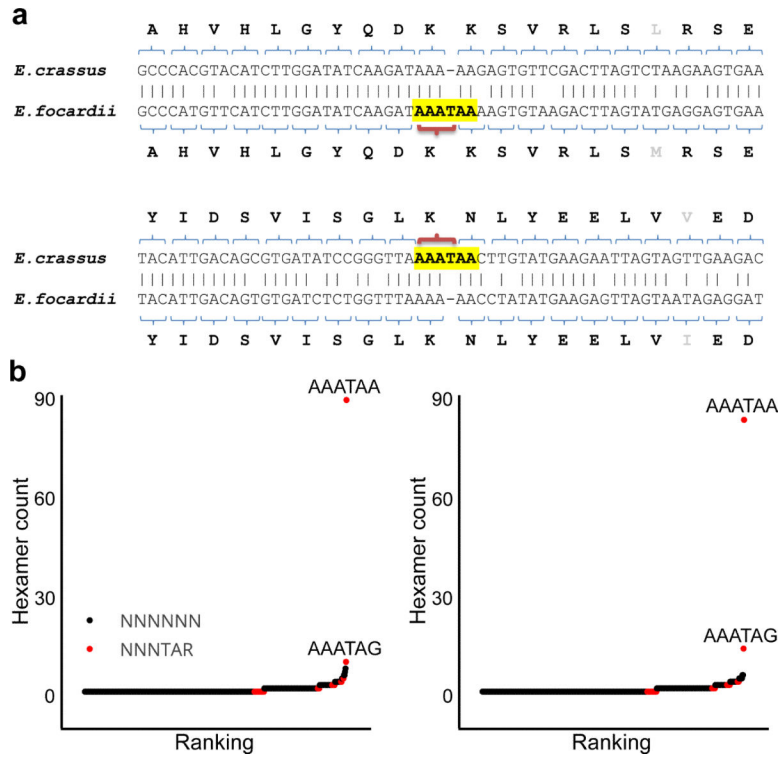 a
A H V H L G Y Q D K K S V R L S L R S E
E.crassus GCCCACGTACATCTTGGATATCAAGATAAA-AAGAGTGTTCGACTTAGTCTAAGAAGTGAA
E.focardii GCCCATGTTCATCTTGGATATCAAGATAAATAAAAGTGTAAGACTTAGTATGAGGAGTGAA
A H V H L G Y Q D K K S V R L S M R S E
Y I D S V I S G L K N L Y E E L V V E D
E.crassus TACATTGACAGCGTGATATCCGGGTTAAAATAACTTGTATGAAGAATTAGTAGTTGAAGAC
E.focardii TACATTGACAGTGTGATCTCTGGTTTAAAA-AACCTATATGAAGAGTTAGTAATAGAGGAT
Y I D S V I S G L K N L Y E E L V I E D
b
Hexamer count
90
60
30
0
AAATAA
AAATAG
NNNNNN
NNNTAR
Ranking
Hexamer count
90
60
30
0
AAATAA
AAATAG
Ranking